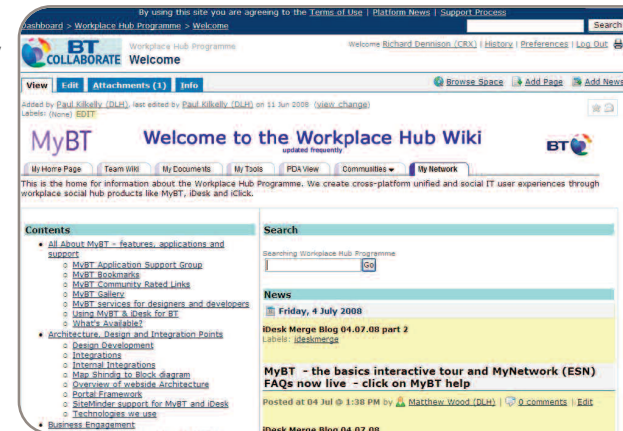 By using this site you are agreeing to the Terms of Use | Platform News | Support Process
Dashboard > Workplace Hub Programme > Welcome
Search
BT COLLABORATE
Workplace Hub Programme
Welcome
Welcome Richard Dennison (CRX) | History | Preferences | Log Out
View Edit Attachments (1) Info
Browse Space Add Page Add News
Added by Paul Kilkelly (DLH), last edited by Paul Kilkelly (DLH) on 11 Jun 2008 (view change)
Labels: (None) EDIT
MyBT
Welcome to the Workplace Hub Wiki
updated frequently
BT
My Home Page Team Wiki My Documents My Tools PDA View Communities My Network
This is the home for information about the Workplace Hub Programme. We create cross-platform unified and social IT user experiences through
workplace social hub products like MyBT, iDesk and iClick.
Contents
All About MyBT – features, applications and
support
MyBT Application Support Group
MyBT Bookmarks
MyBT Community Rated Links
MyBT Gallery
MyBT services for designers and developers
Using MyBT & iDesk for BT
What's Available?
Architecture, Design and Integration Points
Design Development
Integrations
Internal Integrations
Map Shindig to Block diagram
Overview of webside Architecture
Portal Framework
SiteMinder support for MyBT and iDesk
Technologies we use
Business Engagement
Search
Searching Workplace Hub Programme
Go
News
Friday, 4 July 2008
iDesk Merge Blog 04.07.08 part 2
Labels: ideskmerge
MyBT - the basics interactive tour and MyNetwork (ESN)
FAQs now live - click on MyBT help
Posted at 04 Jul @ 1:38 PM by Matthew Wood (DLH) | 0 comments | Edit
iDesk Merge Blog 04.07.08